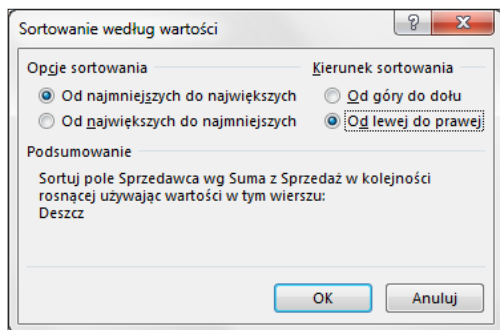 Sortowanie według wartości
Opcje sortowania Kierunek sortowania
Od najmniejszych do największych Od góry do dołu
Od największych do najmniejszych Od lewej do prawej
Podsumowanie
Sortuj pole Sprzedawca wg Suma z Sprzedaż w kolejności
rosnącej używając wartości w tym wierszu:
Deszcz
OK Anuluj